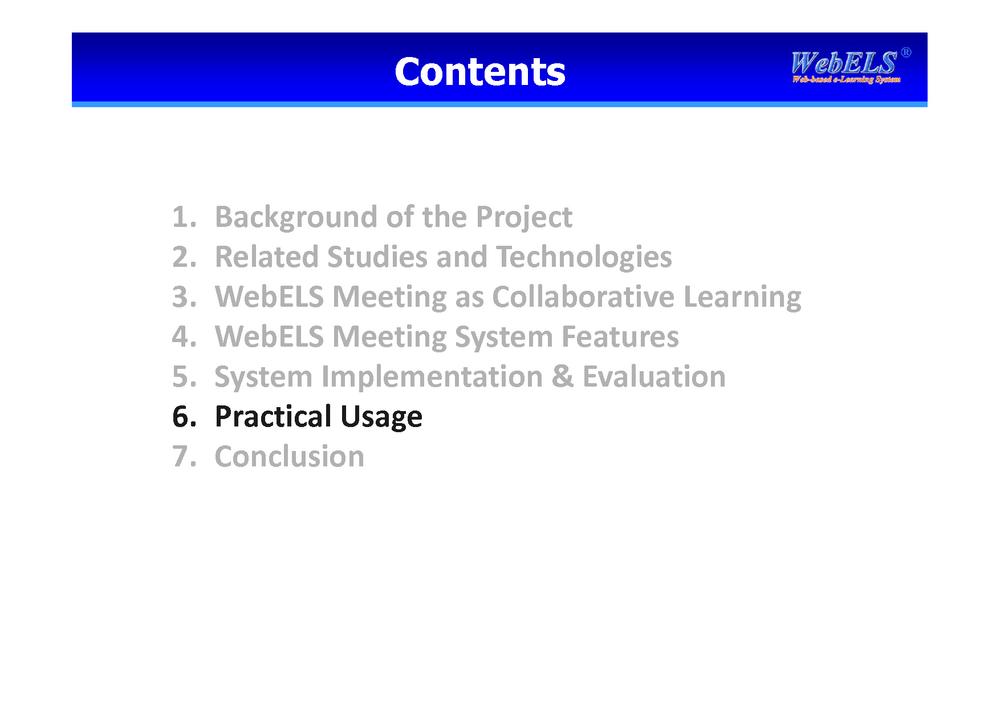 Contents
WebELS®
Web-based e-Learning System
1. Background of the Project
2. Related Studies and Technologies
3. WebELS Meeting as Collaborative Learning
4. WebELS Meeting System Features
5. System Implementation & Evaluation
6. Practical Usage
7. Conclusion